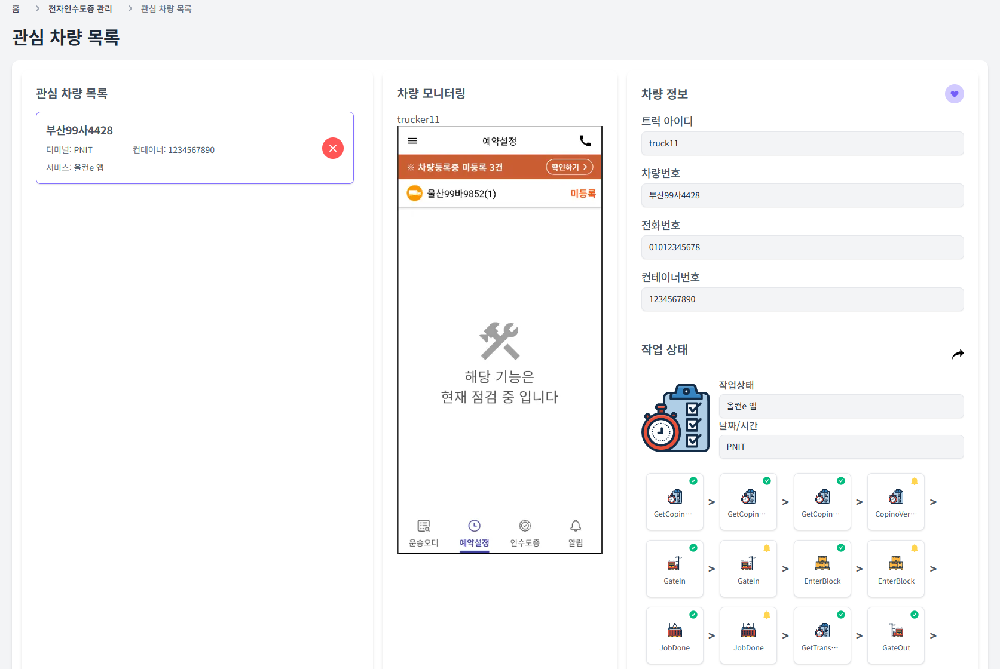 홈 > 전자인수도증 관리 > 관심 차량 목록
관심 차량 목록
관심 차량 목록
부산99사4428
터미널: PNIT 컨테이너: 1234567890
서비스: 올컨e 앱
차량 모니터링
trucker11
예약설정
※ 차량등록증 미등록 3건 확인하기 >
울산99바9852(1) 미등록
해당 기능은
현재 점검 중 입니다
운송오더 예약설정 인수도증 알림
차량 정보
트럭 아이디
truck11
차량번호
부산99사4428
전화번호
01012345678
컨테이너번호
1234567890
작업 상태
작업상태
올컨e 앱
날짜/시간
PNIT
GetCopin… > GetCopin… > GetCopin… > CopinoVer… >
GateIn > GateIn > EnterBlock > EnterBlock >
JobDone > JobDone > GetTrans… > GateOut >